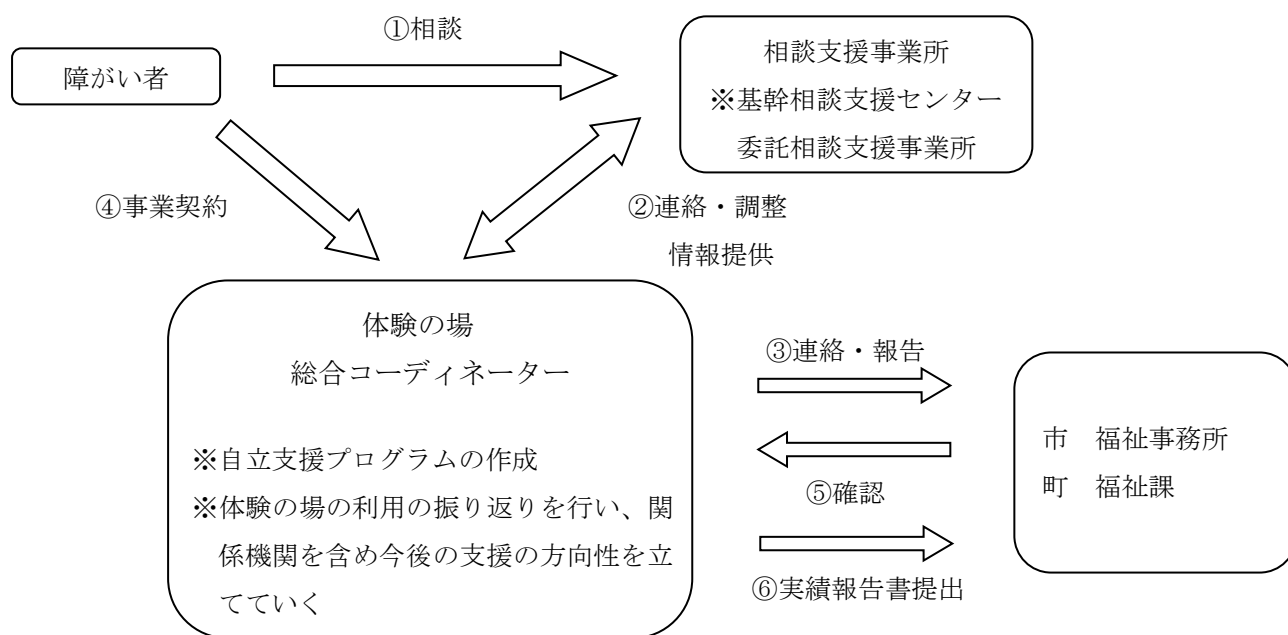 ①相談
障がい者
相談支援事業所
※基幹相談支援センター
委託相談支援事業所
④事業契約
②連絡・調整
情報提供
体験の場
総合コーディネーター
※自立支援プログラムの作成
※体験の場の利用の振り返りを行い、関
係機関を含め今後の支援の方向性を立
てていく
③連絡・報告
⑤確認
⑥実績報告書提出
市　福祉事務所
町　福祉課